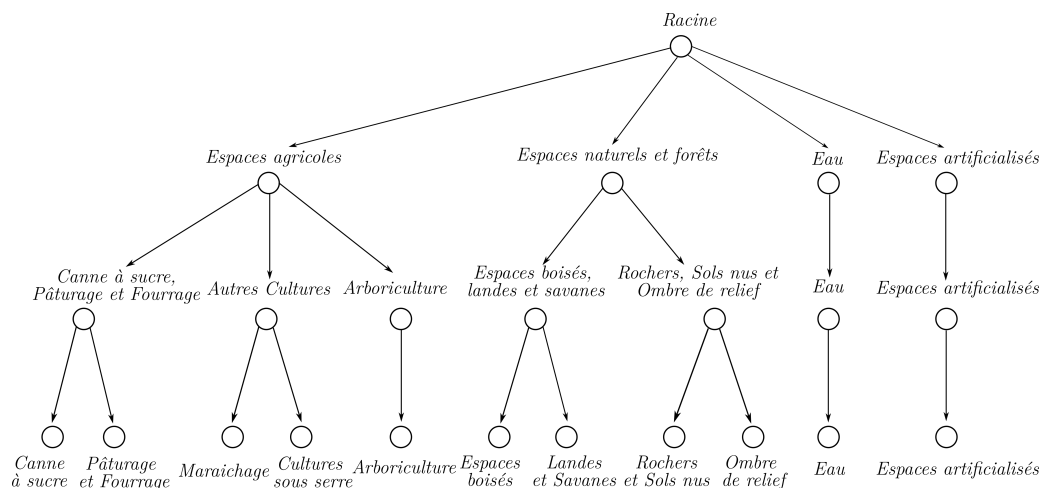 Racine
Espaces agricoles
Espaces naturels et forêts
Eau
Espaces artificialisés
Canne à sucre,
Pâturage et Fourrage
Autres Cultures
Arboriculture
Espaces boisés,
landes et savanes
Rochers, Sols nus et
Ombre de relief
Eau
Espaces artificialisés
Canne
à sucre
Pâturage
et Fourrage
Maraichage
Cultures
sous serre
Arboriculture
Espaces
boisés
Landes
et Savanes
Rochers
et Sols nus
Ombre
de relief
Eau
Espaces artificialisés